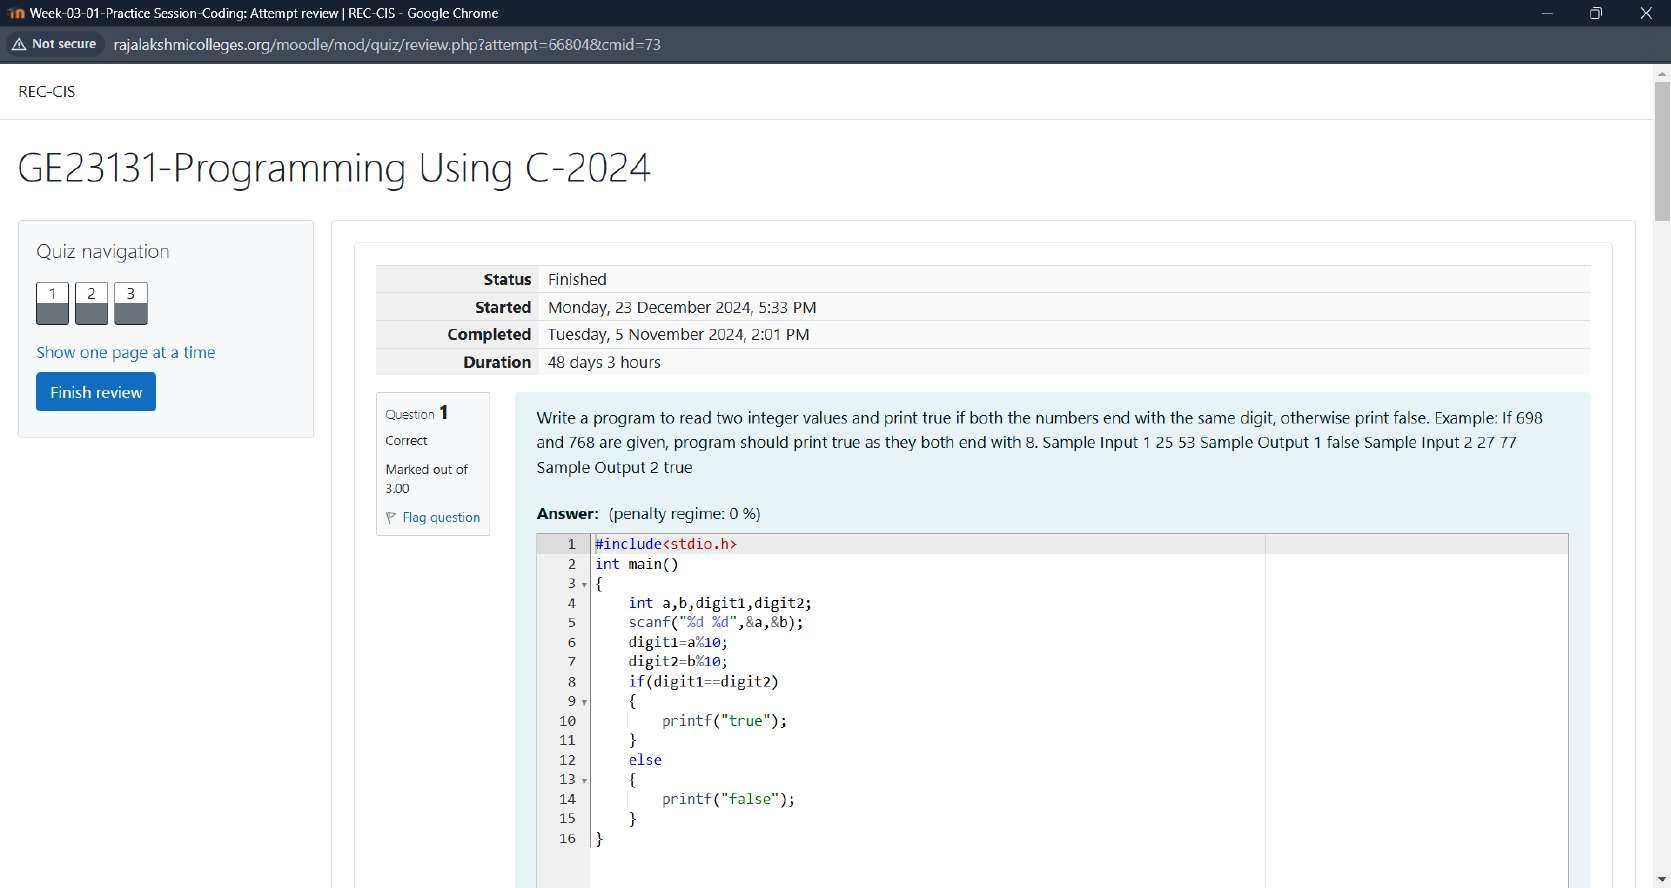 Week-03-01-Practice Session-Coding: Attempt review | REC-CIS - Google Chrome
Not secure rajalakshmicolleges.org/moodle/mod/quiz/review.php?attempt=66804&cmid=73
REC-CIS
GE23131-Programming Using C-2024
Quiz navigation
1 2 3
Show one page at a time
Finish review
Status Finished
Started Monday, 23 December 2024, 5:33 PM
Completed Tuesday, 5 November 2024, 2:01 PM
Duration 48 days 3 hours
Question 1
Correct
Marked out of
3.00
Flag question
Write a program to read two integer values and print true if both the numbers end with the same digit, otherwise print false. Example: If 698
and 768 are given, program should print true as they both end with 8. Sample Input 1 25 53 Sample Output 1 false Sample Input 2 27 77
Sample Output 2 true
Answer: (penalty regime: 0 %)
1 #include<stdio.h>
2 int main()
3 {
4 int a,b,digit1,digit2;
5 scanf("%d %d",&a,&b);
6 digit1=a%10;
7 digit2=b%10;
8 if(digit1==digit2)
9 {
10 printf("true");
11 }
12 else
13 {
14 printf("false");
15 }
16 }